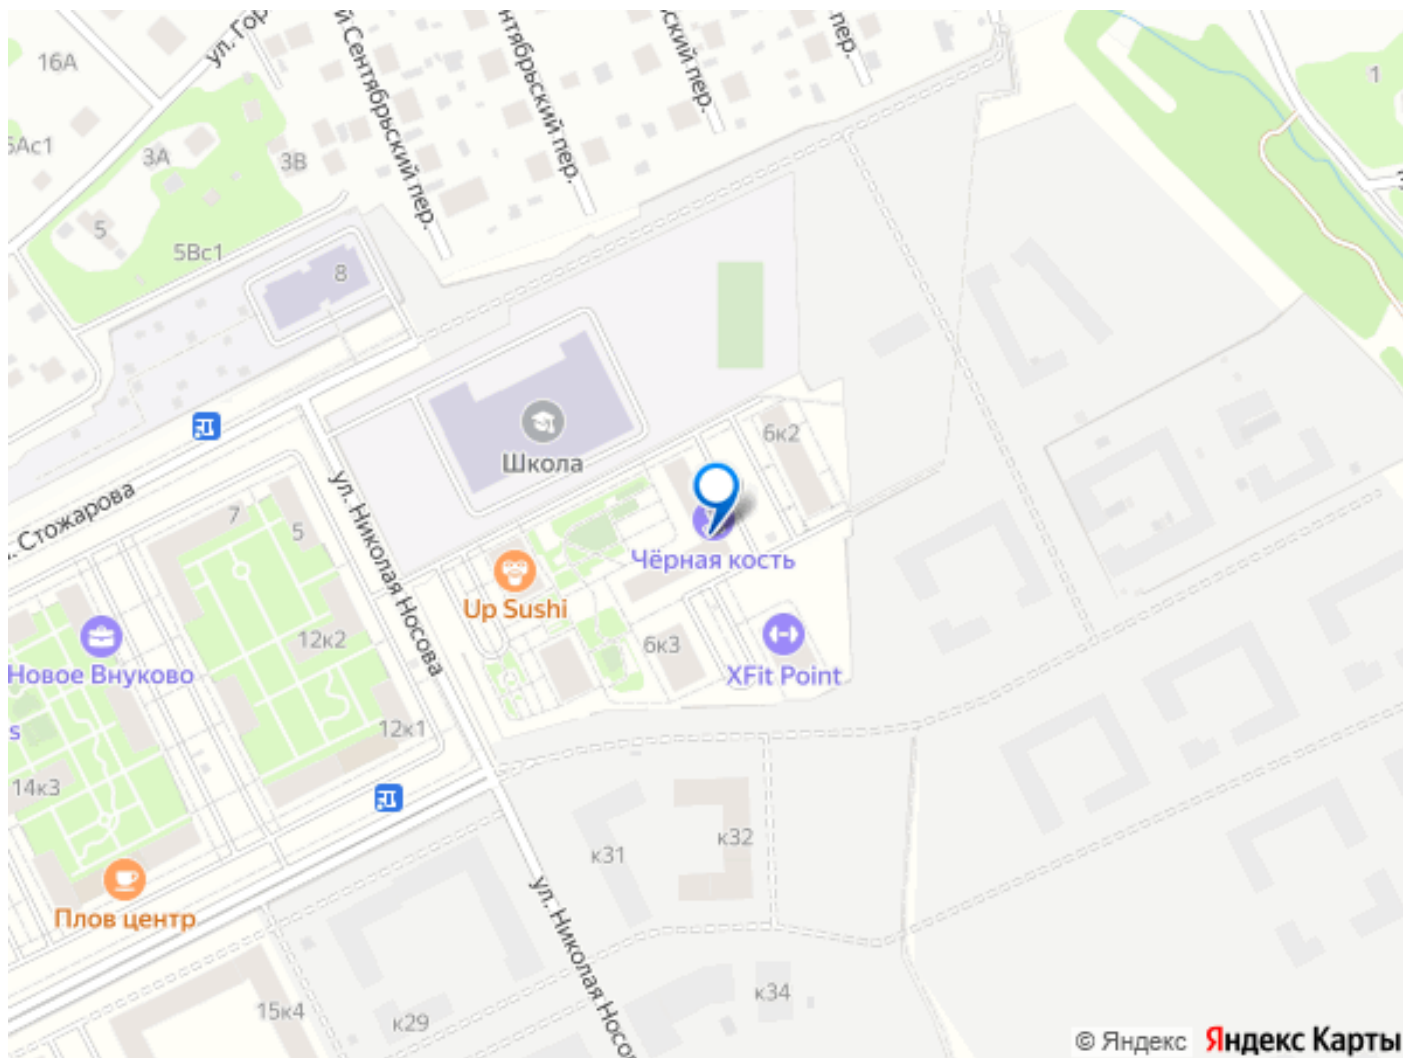 16А
ул. Гор
й Сентябрьский пер.
нтябрьский пер.
ский пер.
пер.
1
6Ас1
3А
3В
5
5Вс1
8
Школа
6к2
ул. Николая Носова
. Стожарова
7
5
Чёрная кость
Up Sushi
12к2
6к3
XFit Point
Новое Внуково
s
12к1
14к3
к31
к32
Плов центр
ул. Николая Носо
15к4
к29
к34
© Яндекс
Яндекс Карты